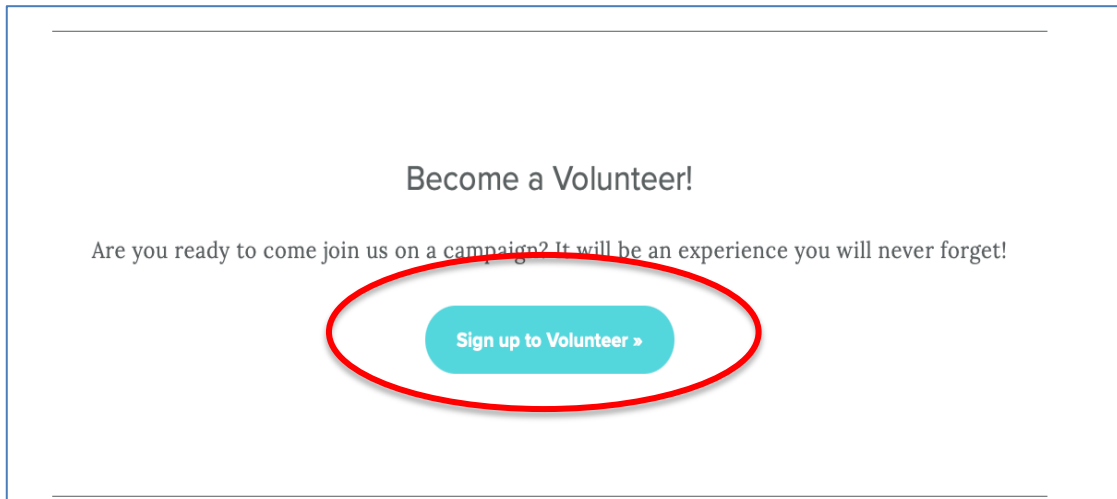 Become a Volunteer!
Are you ready to come join us on a campaign? It will be an experience you will never forget!
Sign up to Volunteer »